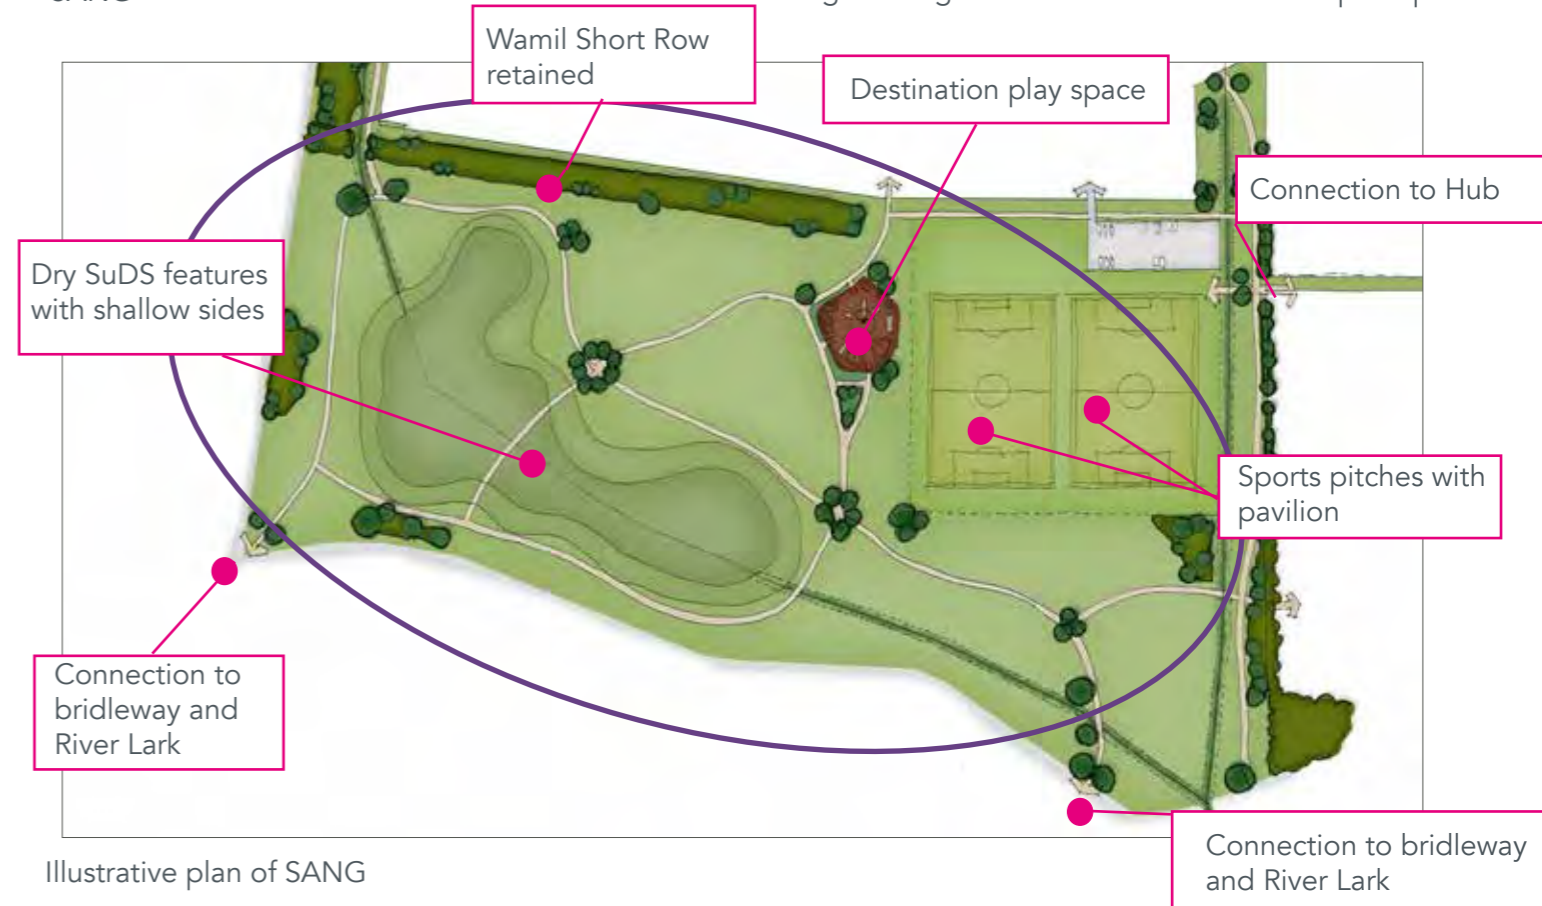 Wamil Short Row
retained
Destination play space
Connection to Hub
Dry SuDS features
with shallow sides
Sports pitches with
pavilion
Connection to
bridleway and
River Lark
Connection to bridleway
and River Lark
Illustrative plan of SANG